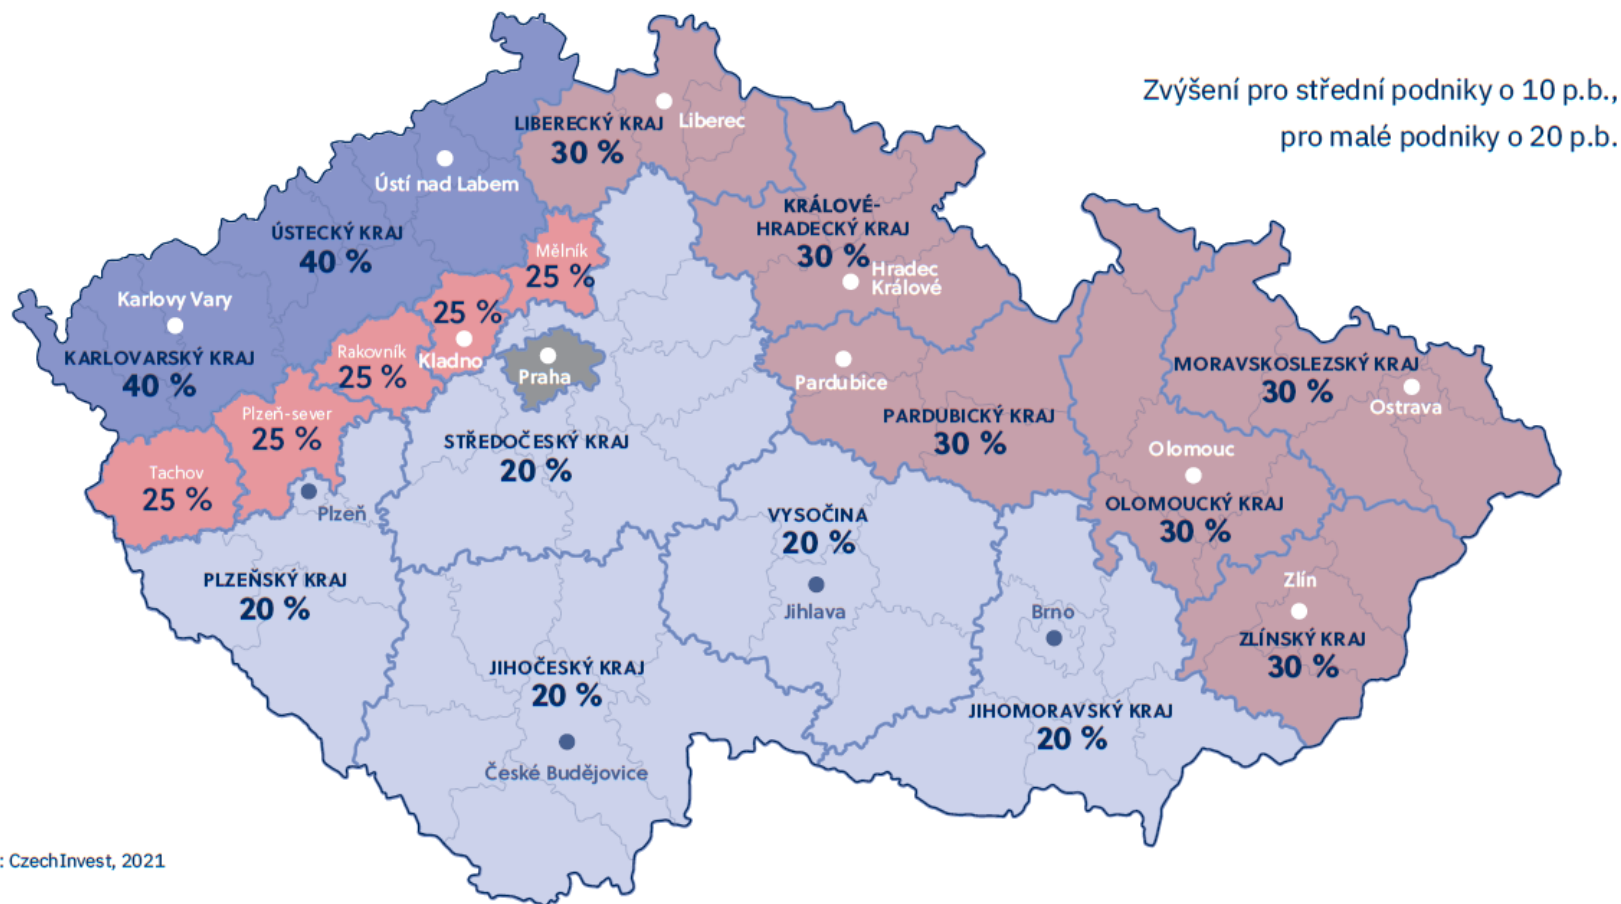 Zvýšení pro střední podniky o 10 p.b.,
pro malé podniky o 20 p.b.
LIBERECKÝ KRAJ
30 %
Liberec
Ústí nad Labem
ÚSTECKÝ KRAJ
40 %
KRÁLOVÉ-
HRADECKÝ KRAJ
30 %
Hradec
Králové
Mělník
25 %
Karlovy Vary
KARLOVARSKÝ KRAJ
40 %
25 %
Kladno
Rakovník
25 %
Praha
Pardubice
PARDUBICKÝ KRAJ
30 %
MORAVSKOSLEZSKÝ KRAJ
30 %
Ostrava
Plzeň-sever
25 %
STŘEDOČESKÝ KRAJ
20 %
Olomouc
OLOMOUCKÝ KRAJ
30 %
Tachov
25 %
Plzeň
VYSOČINA
20 %
Jihlava
PLZEŇSKÝ KRAJ
20 %
Brno
Zlín
ZLÍNSKÝ KRAJ
30 %
JIHOČESKÝ KRAJ
20 %
České Budějovice
JIHOMORAVSKÝ KRAJ
20 %
: CzechInvest, 2021